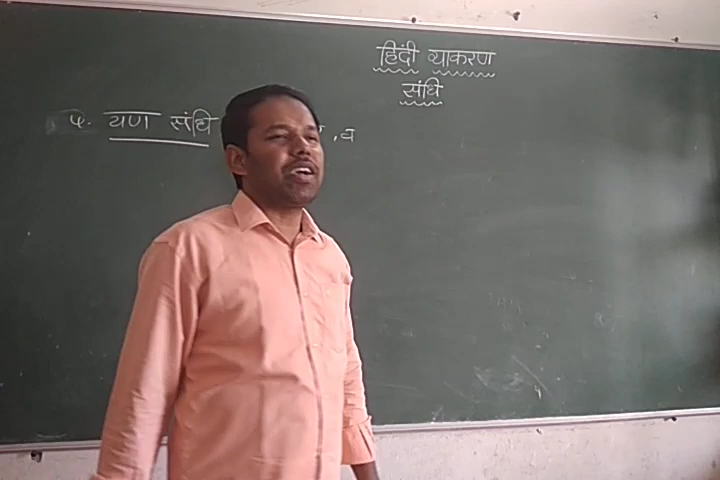 हिंदी व्याकरण
संधि
५. यण संधि , व